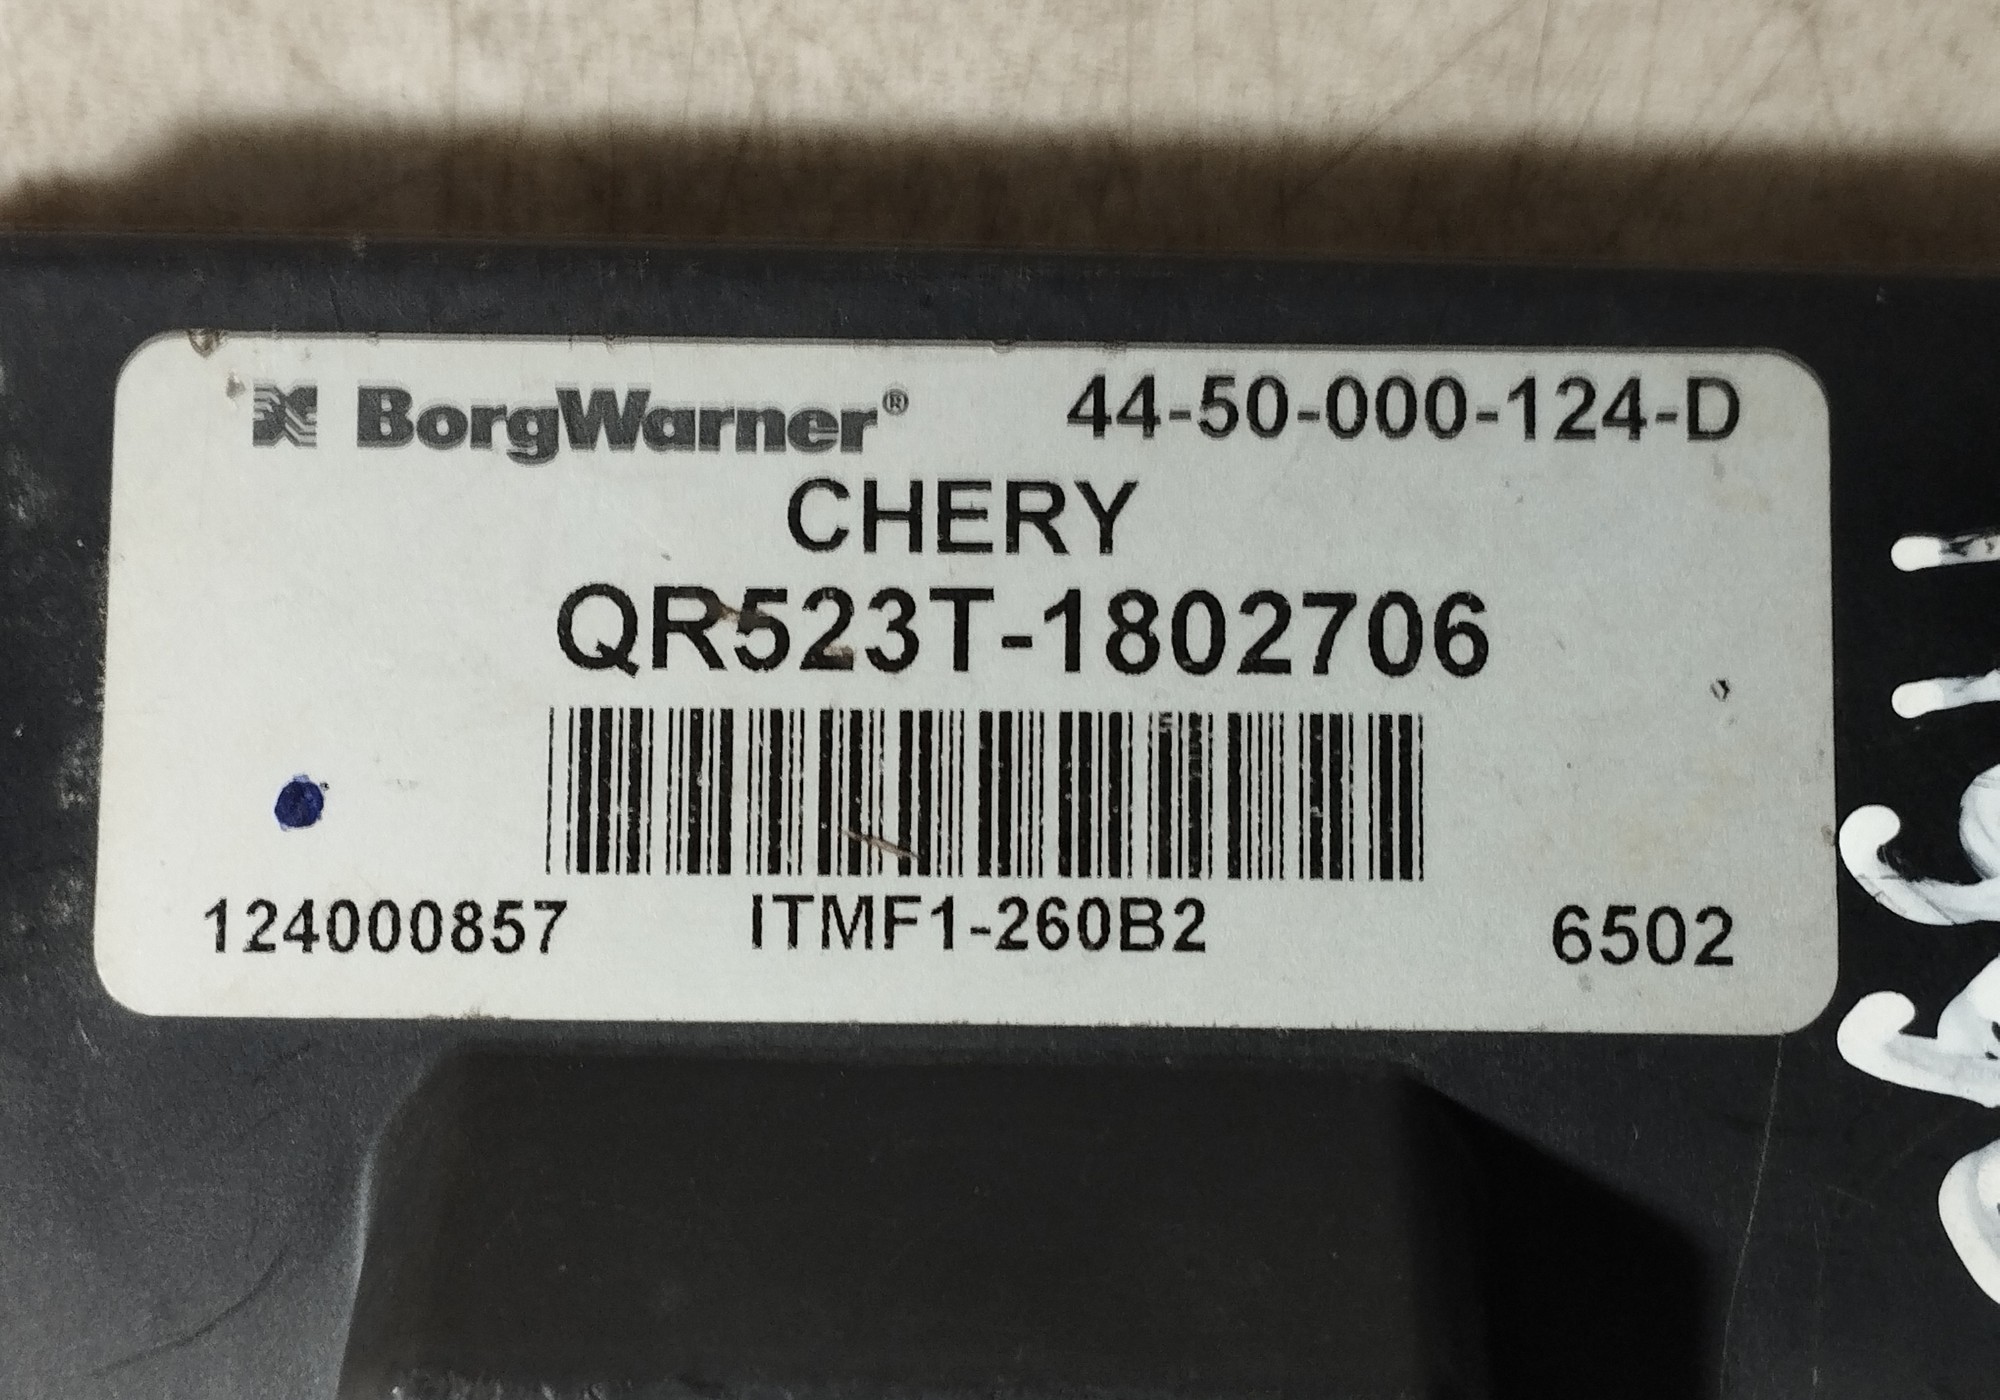 BorgWarner® 44-50-000-124-D
CHERY
QR523T-1802706
124000857 ITMF1-260B2 6502